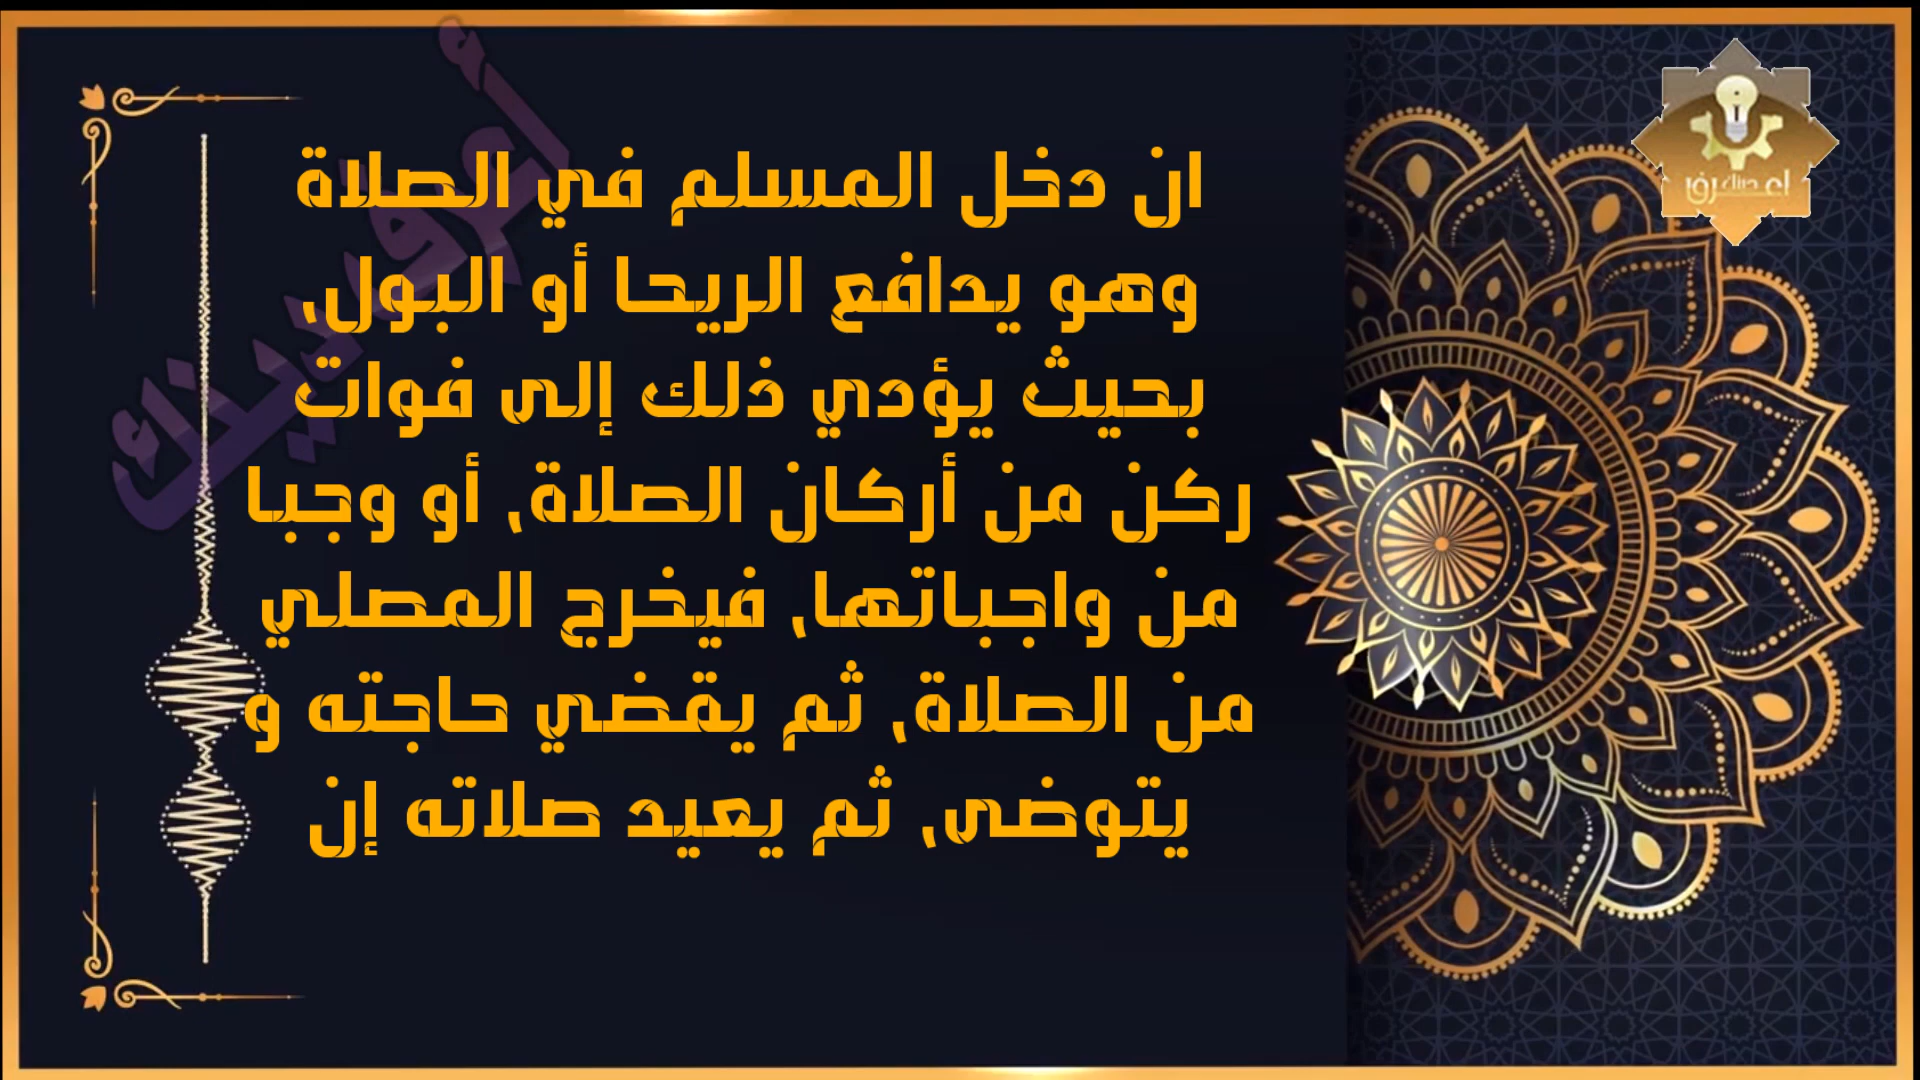 ان دخل المسلم في الصلاة
وهو يدافع الريحا أو البول,
بحيث يؤدي ذلك إلى فوات
ركن من أركان الصلاة, أو وجبا
من واجباتها, فيخرج المصلي
من الصلاة, ثم يقضي حاجته و
يتوضى, ثم يعيد صلاته إن